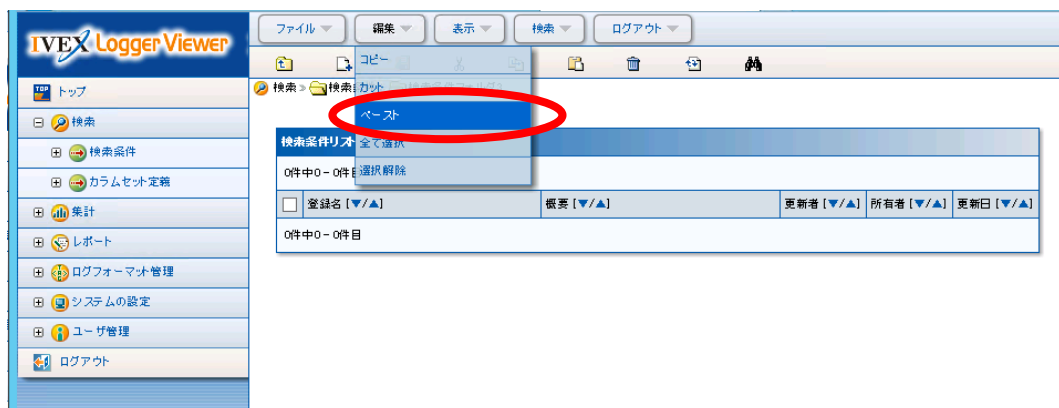 IVEX Logger Viewer
ファイル 編集 表示 検索 ログアウト
トップ
検索
検索条件
カラムセット定義
集計
レポート
ログフォーマット管理
システムの設定
ユーザ管理
ログアウト
コピー
カット
ペースト
全て選択
選択解除
検索 >
検索条件リスト
0件中0 - 0件目
登録名 [▼/▲] 概要 [▼/▲] 更新者 [▼/▲] 所有者 [▼/▲] 更新日 [▼/▲]
0件中0 - 0件目